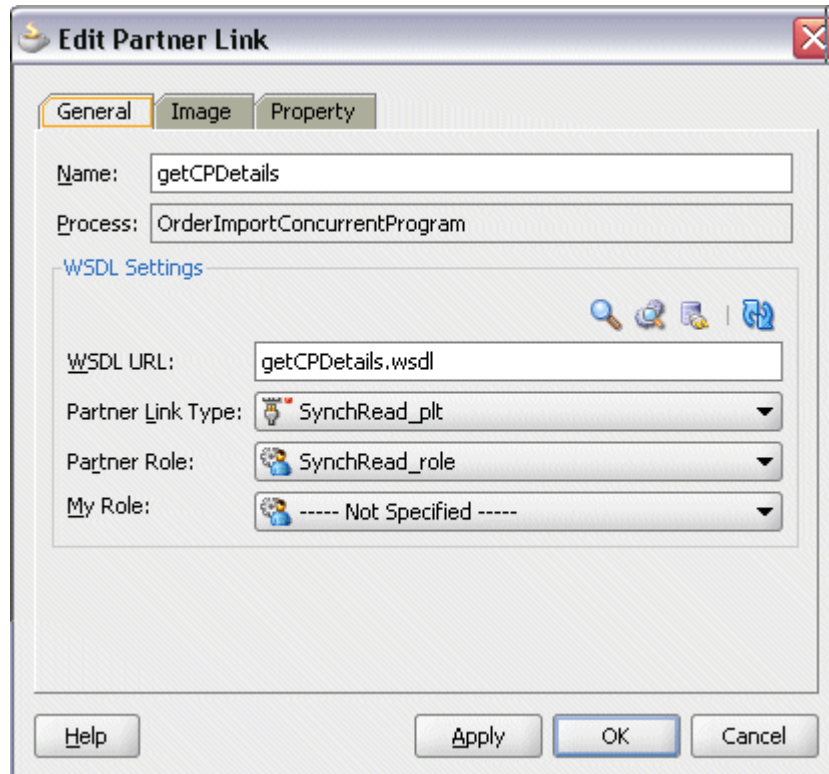 Edit Partner Link
General Image Property
Name: getCPDetails
Process: OrderImportConcurrentProgram
WSDL Settings
WSDL URL: getCPDetails.wsdl
Partner Link Type: SynchRead_plt
Partner Role: SynchRead_role
My Role: ----- Not Specified -----
Help Apply OK Cancel